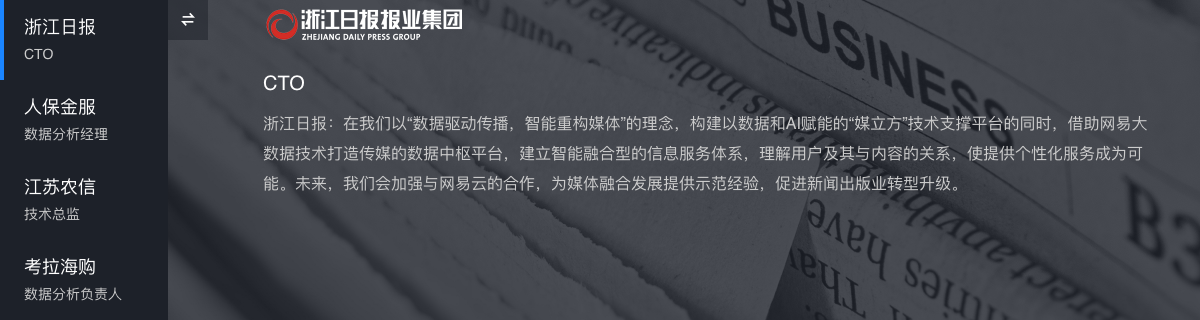 浙江日报
CTO
人保金服
数据分析经理
江苏农信
技术总监
考拉海购
数据分析负责人
浙江日报报业集团
ZHEJIANG DAILY PRESS GROUP
CTO
浙江日报：在我们以“数据驱动传播，智能重构媒体”的理念，构建以数据和AI赋能的“媒立方”技术支撑平台的同时，借助网易大
数据技术打造传媒的数据中枢平台，建立智能融合型的信息服务体系，理解用户及其与内容的关系，使提供个性化服务成为可
能。未来，我们会加强与网易云的合作，为媒体融合发展提供示范经验，促进新闻出版业转型升级。
BUSINESS
B3
have